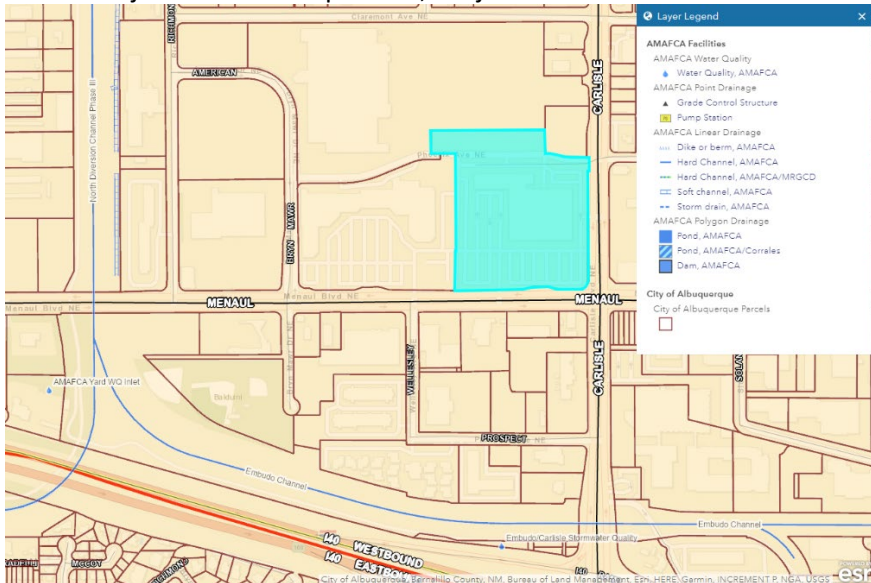 Layer Legend
AMAFCA Facilities
AMAFCA Water Quality
Water Quality, AMAFCA
AMAFCA Point Drainage
Grade Control Structure
Pump Station
AMAFCA Linear Drainage
Dike or berm, AMAFCA
Hard Channel, AMAFCA
Hard Channel, AMAFCA/MRGCD
Soft channel, AMAFCA
Storm drain, AMAFCA
AMAFCA Polygon Drainage
Pond, AMAFCA
Pond, AMAFCA/Corrales
Dam, AMAFCA
City of Albuquerque
City of Albuquerque Parcels
Claremont Ave NE
RICHMOND
AMERICAN
CARLISLE
North Diversion Channel Phase III
BRYN MAWR
MENAUL
Menaul Blvd NE
MENAUL
WELLESLEY
CARLISLE
AMAFCA Yard WQ Inlet
PROSPECT
Embudo Channel
Embudo Channel
Embudo/Carlisle Stormwater Quality
I40 WESTBOUND
I40
MCCOY
City of Albuquerque, Bernalillo County, NM, Bureau of Land Management, Esri, HERE, Garmin, INCREMENT P, NGA, USGS
esri